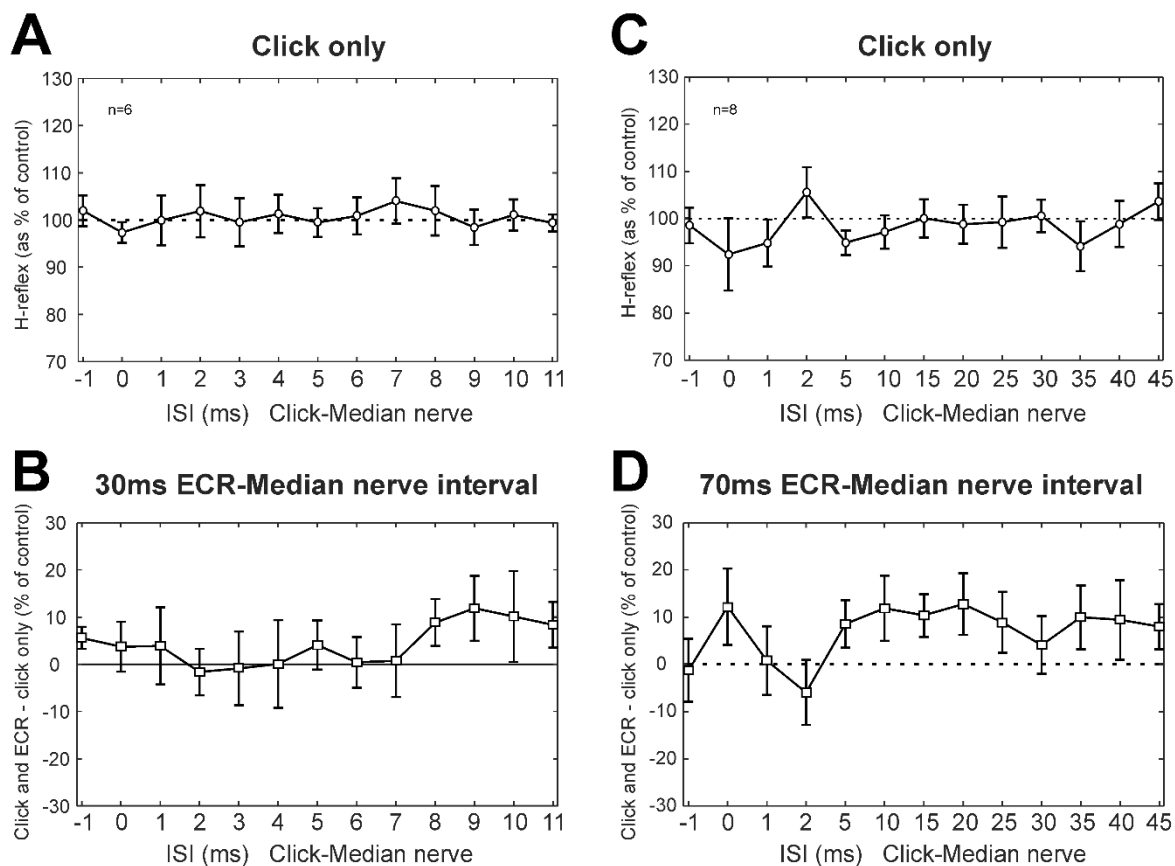 A
Click only
H-reflex (as % of control)
130
120
110
100
90
80
70
n=6
-1 0 1 2 3 4 5 6 7 8 9 10 11
ISI (ms) Click-Median nerve
C
Click only
H-reflex (as % of control)
130
120
110
100
90
80
70
n=8
-1 0 1 2 5 10 15 20 25 30 35 40 45
ISI (ms) Click-Median nerve
B
30ms ECR-Median nerve interval
Click and ECR - click only (% of control)
30
20
10
0
-10
-20
-30
-1 0 1 2 3 4 5 6 7 8 9 10 11
ISI (ms) Click-Median nerve
D
70ms ECR-Median nerve interval
Click and ECR - click only (% of control)
30
20
10
0
-10
-20
-30
-1 0 1 2 5 10 15 20 25 30 35 40 45
ISI (ms) Click-Median nerve